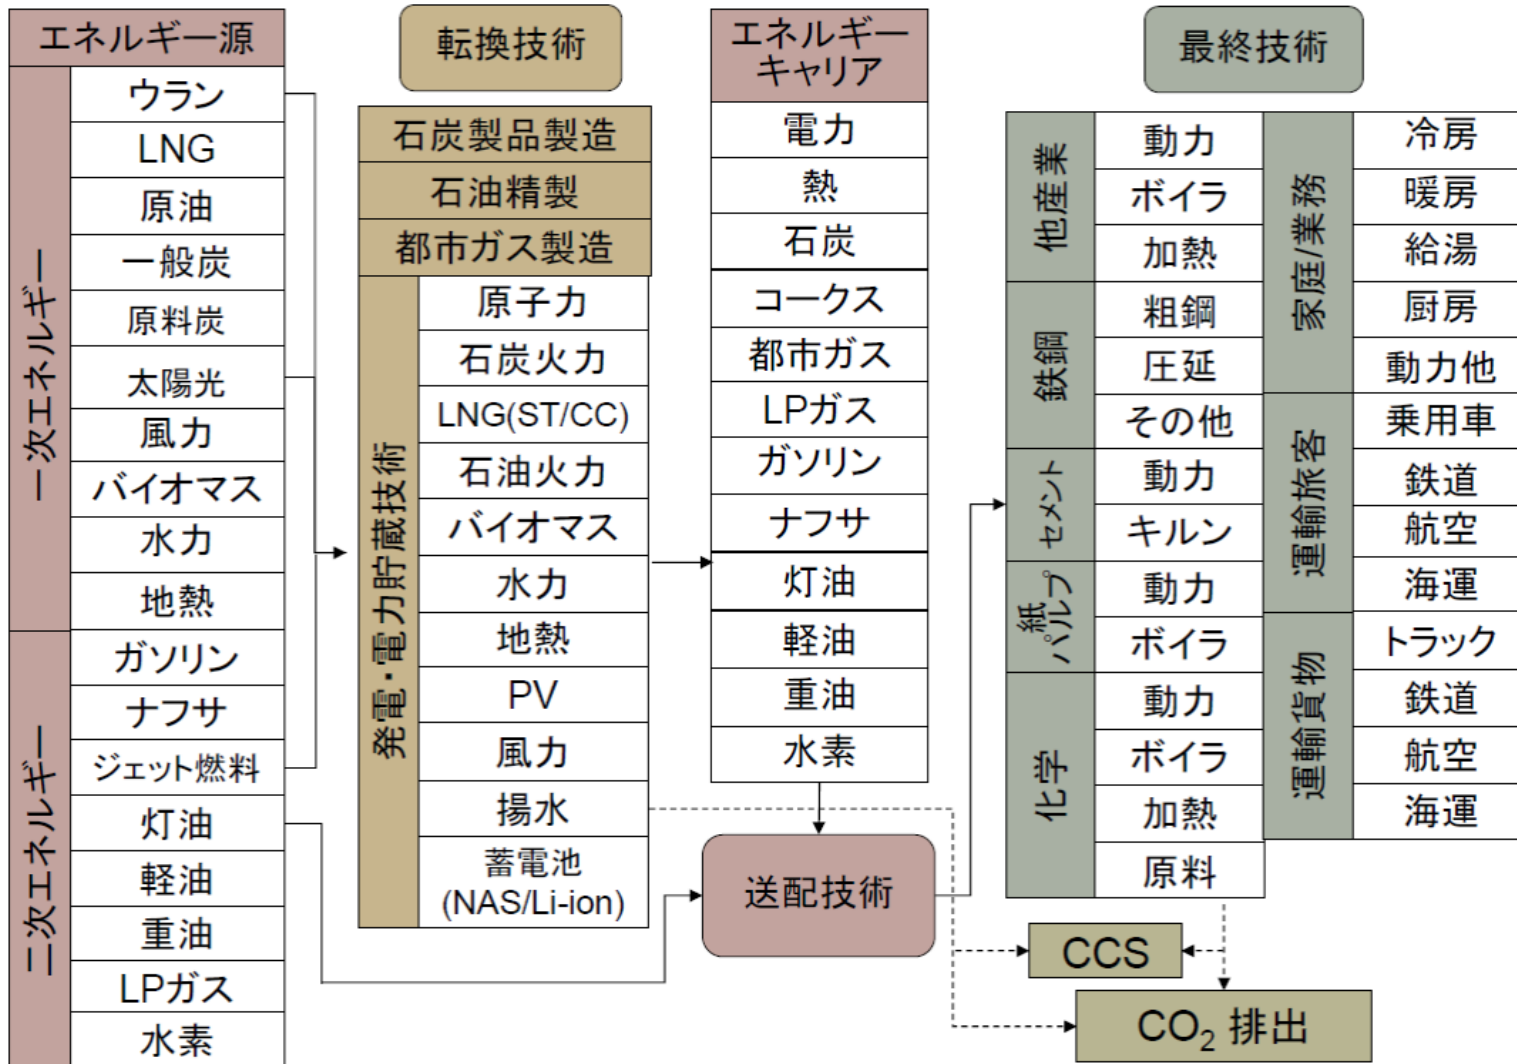 エネルギー源
一次エネルギー
ウラン
LNG
原油
一般炭
原料炭
太陽光
風力
バイオマス
水力
地熱
二次エネルギー
ガソリン
ナフサ
ジェット燃料
灯油
軽油
重油
LPガス
水素
転換技術
石炭製品製造
石油精製
都市ガス製造
発電・電力貯蔵技術
原子力
石炭火力
LNG(ST/CC)
石油火力
バイオマス
水力
地熱
PV
風力
揚水
蓄電池
(NAS/Li-ion)
エネルギー
キャリア
電力
熱
石炭
コークス
都市ガス
LPガス
ガソリン
ナフサ
灯油
軽油
重油
水素
送配技術
最終技術
他産業
動力
ボイラ
加熱
鉄鋼
粗鋼
圧延
その他
セメント
動力
キルン
紙
パルプ
動力
ボイラ
化学
動力
ボイラ
加熱
原料
家庭/業務
冷房
暖房
給湯
厨房
動力他
運輸旅客
乗用車
鉄道
航空
海運
運輸貨物
トラック
鉄道
航空
海運
CCS
CO₂ 排出